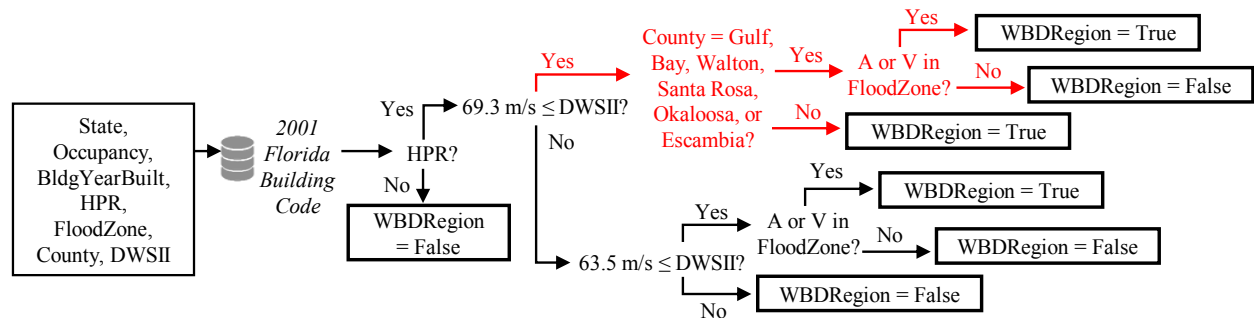 State,
Occupancy,
BldgYearBuilt,
HPR,
FloodZone,
County, DWSII
2001
Florida
Building
Code
Yes
HPR?
No
WBDRegion
= False
69.3 m/s ≤ DWSII?
Yes
No
County = Gulf,
Bay, Walton,
Santa Rosa,
Okaloosa, or
Escambia?
Yes
No
A or V in
FloodZone?
Yes
No
WBDRegion = True
WBDRegion = False
WBDRegion = True
63.5 m/s ≤ DWSII?
Yes
No
A or V in
FloodZone?
Yes
No
WBDRegion = True
WBDRegion = False
WBDRegion = False